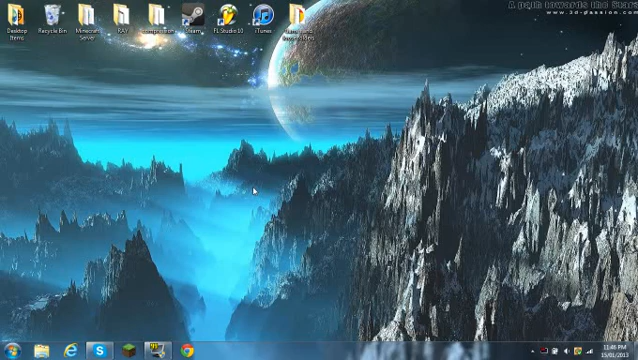 A path towards the Stars
www.3d-passion.com
Desktop Items
Recycle Bin
Minecraft Server
RAY
Steam
FL Studio 10
iTunes
11:46 PM
15/01/2013